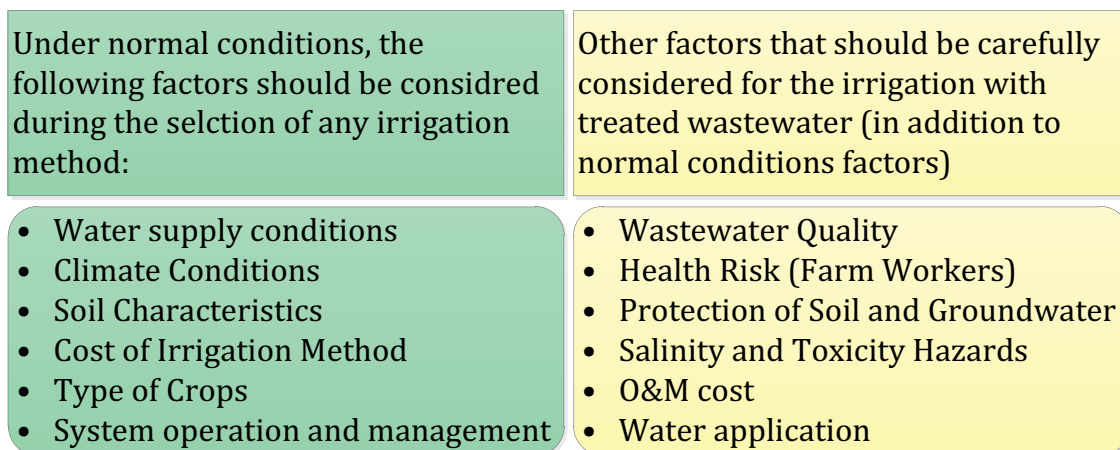 Under normal conditions, the
following factors should be considred
during the selction of any irrigation
method:
• Water supply conditions
• Climate Conditions
• Soil Characteristics
• Cost of Irrigation Method
• Type of Crops
• System operation and management
Other factors that should be carefully
considered for the irrigation with
treated wastewater (in addition to
normal conditions factors)
• Wastewater Quality
• Health Risk (Farm Workers)
• Protection of Soil and Groundwater
• Salinity and Toxicity Hazards
• O&M cost
• Water application